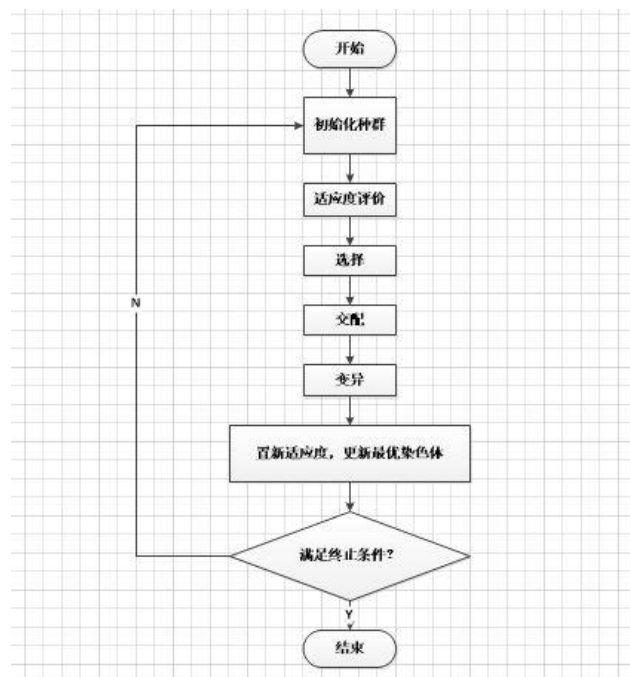 开始
初始化种群
适应度评价
选择
N
交配
变异
置新适应度，更新最优染色体
满足终止条件？
Y
结束